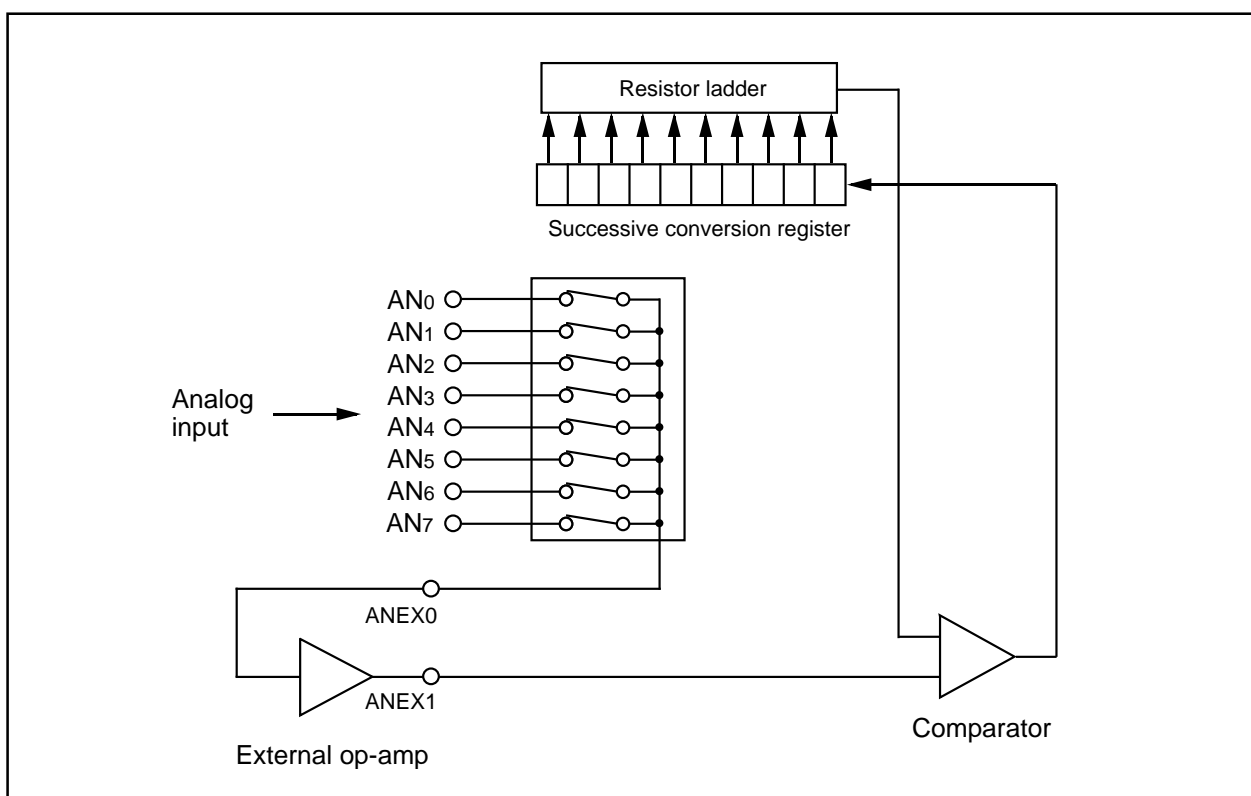 Resistor ladder
Successive conversion register
AN0
AN1
AN2
AN3
AN4
AN5
AN6
AN7
Analog
input
ANEX0
ANEX1
External op-amp
Comparator